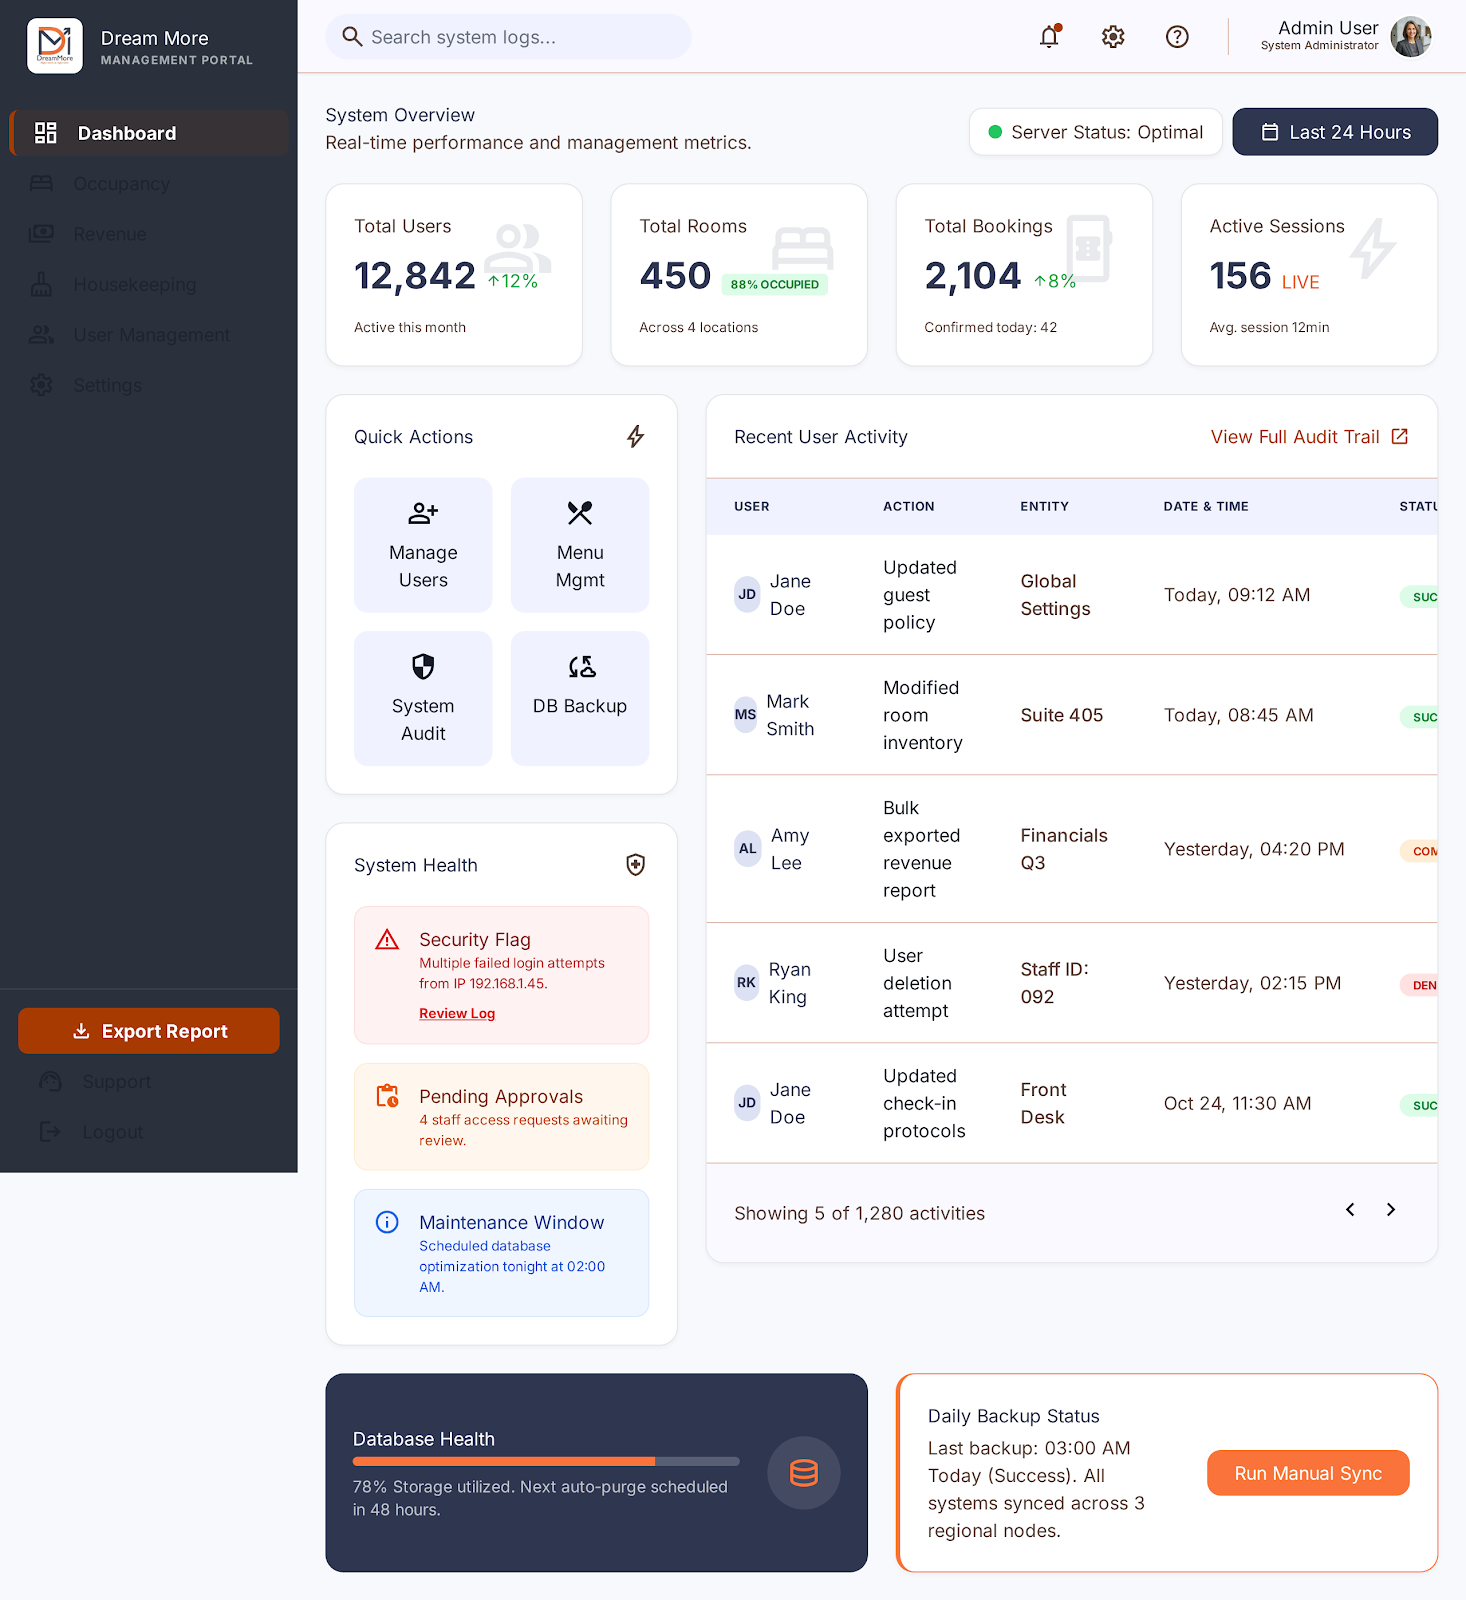 DreamMore
Dream More
MANAGEMENT PORTAL
Dashboard
Occupancy
Revenue
Housekeeping
User Management
Settings
Export Report
Support
Logout
Search system logs...
Admin User
System Administrator
System Overview
Real-time performance and management metrics.
Server Status: Optimal
Last 24 Hours
Total Users
12,842 12%
Active this month
Total Rooms
450 88% OCCUPIED
Across 4 locations
Total Bookings
2,104 8%
Confirmed today: 42
Active Sessions
156 LIVE
Avg. session 12min
Quick Actions
Manage
Users
Menu
Mgmt
System
Audit
DB Backup
System Health
Security Flag
Multiple failed login attempts
from IP 192.168.1.45.
Review Log
Pending Approvals
4 staff access requests awaiting
review.
Maintenance Window
Scheduled database
optimization tonight at 02:00
AM.
Recent User Activity
View Full Audit Trail
USER ACTION ENTITY DATE & TIME STATU
JD
Jane
Doe
Updated
guest
policy
Global
Settings
Today, 09:12 AM
SUC
MS
Mark
Smith
Modified
room
inventory
Suite 405
Today, 08:45 AM
SUC
AL
Amy
Lee
Bulk
exported
revenue
report
Financials
Q3
Yesterday, 04:20 PM
COM
RK
Ryan
King
User
deletion
attempt
Staff ID:
092
Yesterday, 02:15 PM
DEN
JD
Jane
Doe
Updated
check-in
protocols
Front
Desk
Oct 24, 11:30 AM
SUC
Showing 5 of 1,280 activities
Database Health
78% Storage utilized. Next auto-purge scheduled
in 48 hours.
Daily Backup Status
Last backup: 03:00 AM
Today (Success). All
systems synced across 3
regional nodes.
Run Manual Sync